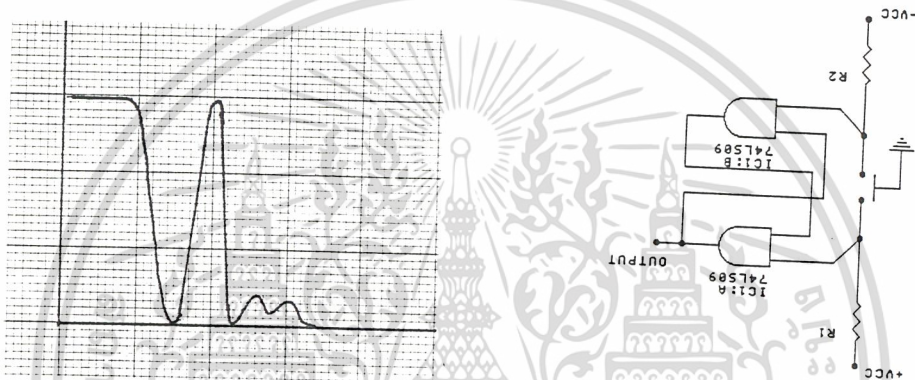 +VCC
R1
IC1:A
74LS09
OUTPUT
IC1:B
74LS09
R2
-VCC